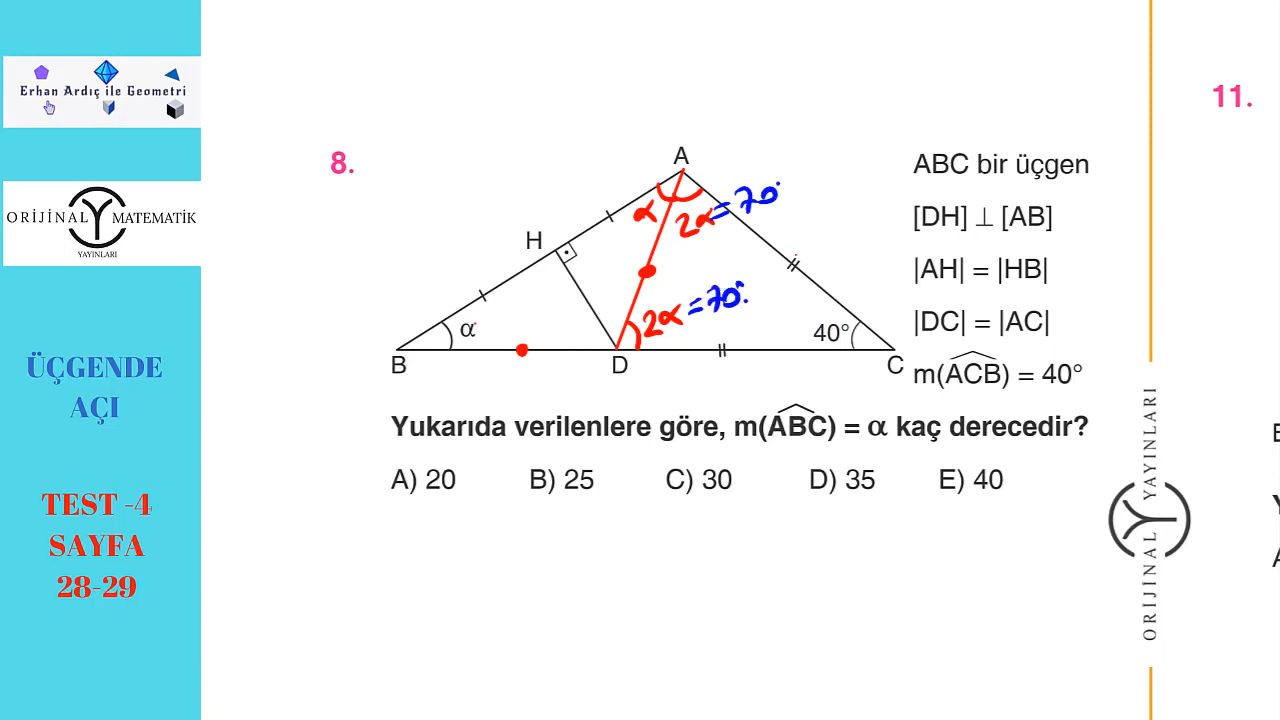 Erhan Ardıç ile Geometri
ORİJİNAL MATEMATİK
YAYINLARI
ÜÇGENDE
AÇI
TEST -4
SAYFA
28-29
8.
A
H
B
D
C
α
40°
α
2α = 70°
2α = 70°
ABC bir üçgen
[DH] ⊥ [AB]
|AH| = |HB|
|DC| = |AC|
m(ACB) = 40°
Yukarıda verilenlere göre, m(ABC) = α kaç derecedir?
A) 20 B) 25 C) 30 D) 35 E) 40
ORİJİNAL YAYINLARI
11.